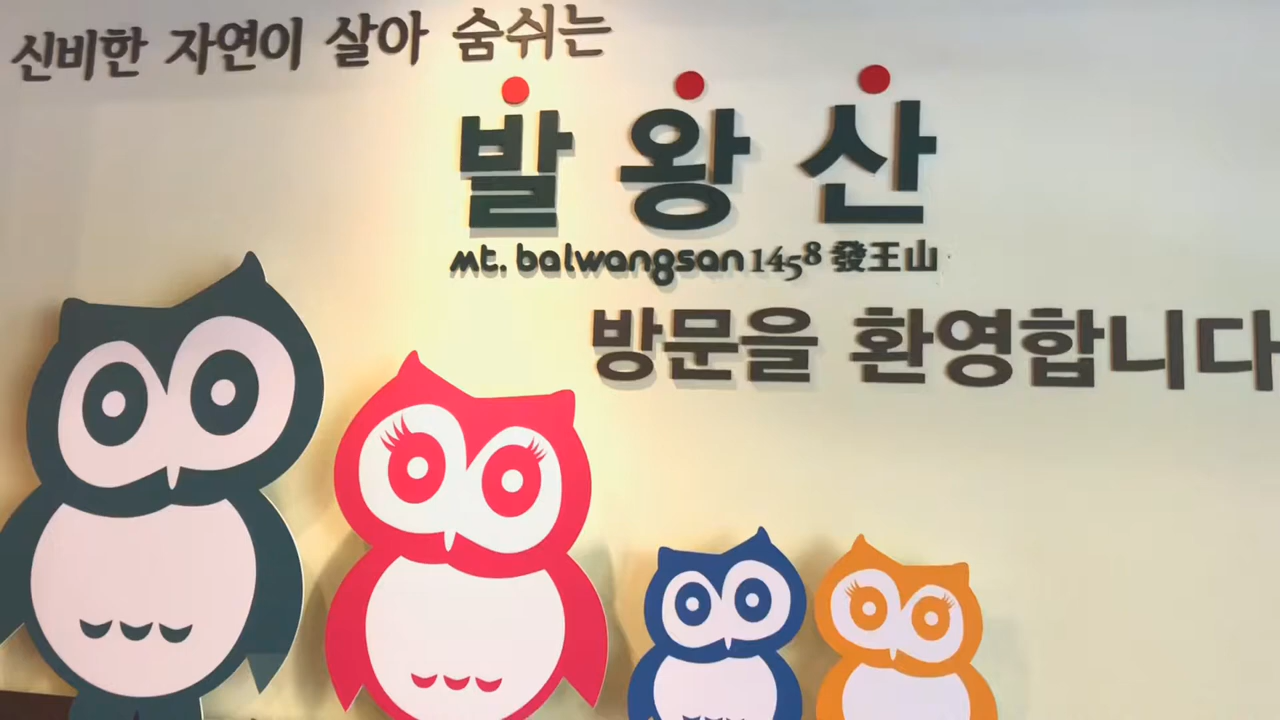 신비한 자연이 살아 숨쉬는
발왕산
mt. balwangsan 1458 發王山
방문을 환영합니다